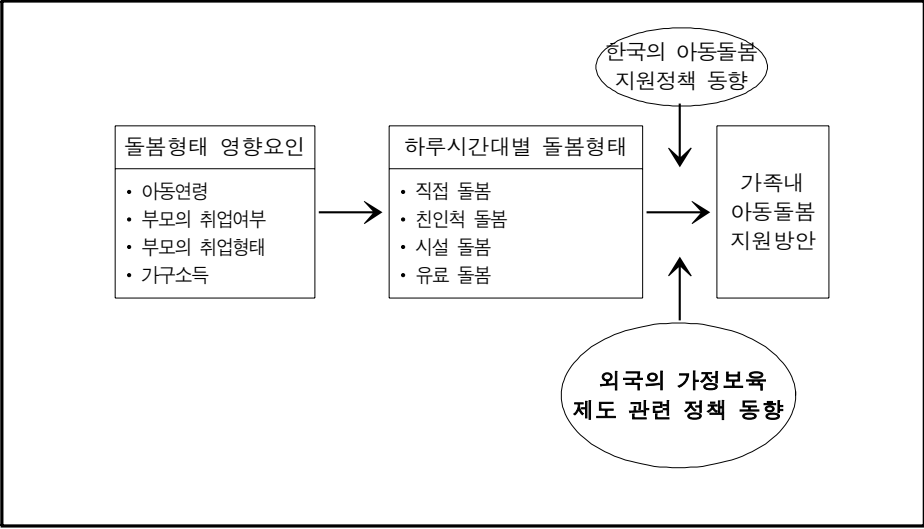 한국의 아동돌봄
지원정책 동향
돌봄형태 영향요인
• 아동연령
• 부모의 취업여부
• 부모의 취업형태
• 가구소득
하루시간대별 돌봄형태
• 직접 돌봄
• 친인척 돌봄
• 시설 돌봄
• 유료 돌봄
가족내
아동돌봄
지원방안
외국의 가정보육
제도 관련 정책 동향